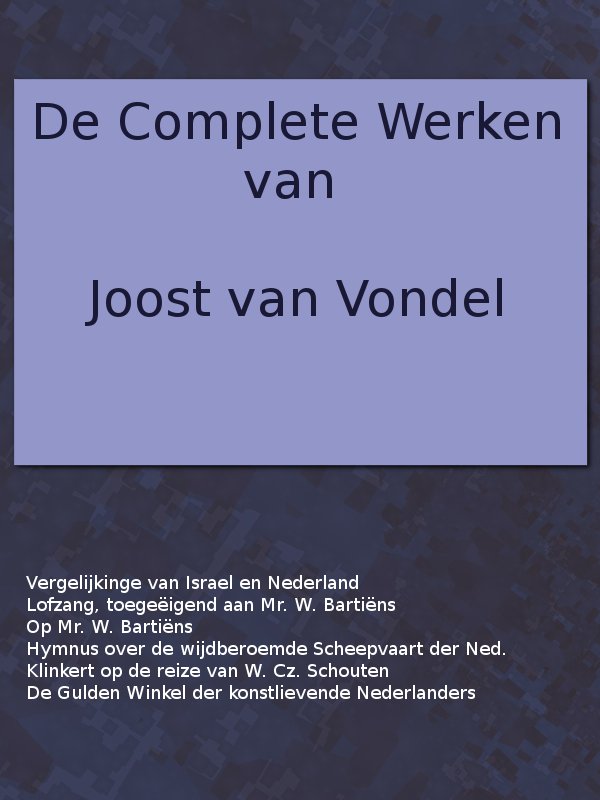 De Complete Werken
van
Joost van Vondel
Vergelijkinge van Israel en Nederland
Lofzang, toegeëigend aan Mr. W. Bartiëns
Op Mr. W. Bartiëns
Hymnus over de wijdberoemde Scheepvaart der Ned.
Klinkert op de reize van W. Cz. Schouten
De Gulden Winkel der konstlievende Nederlanders